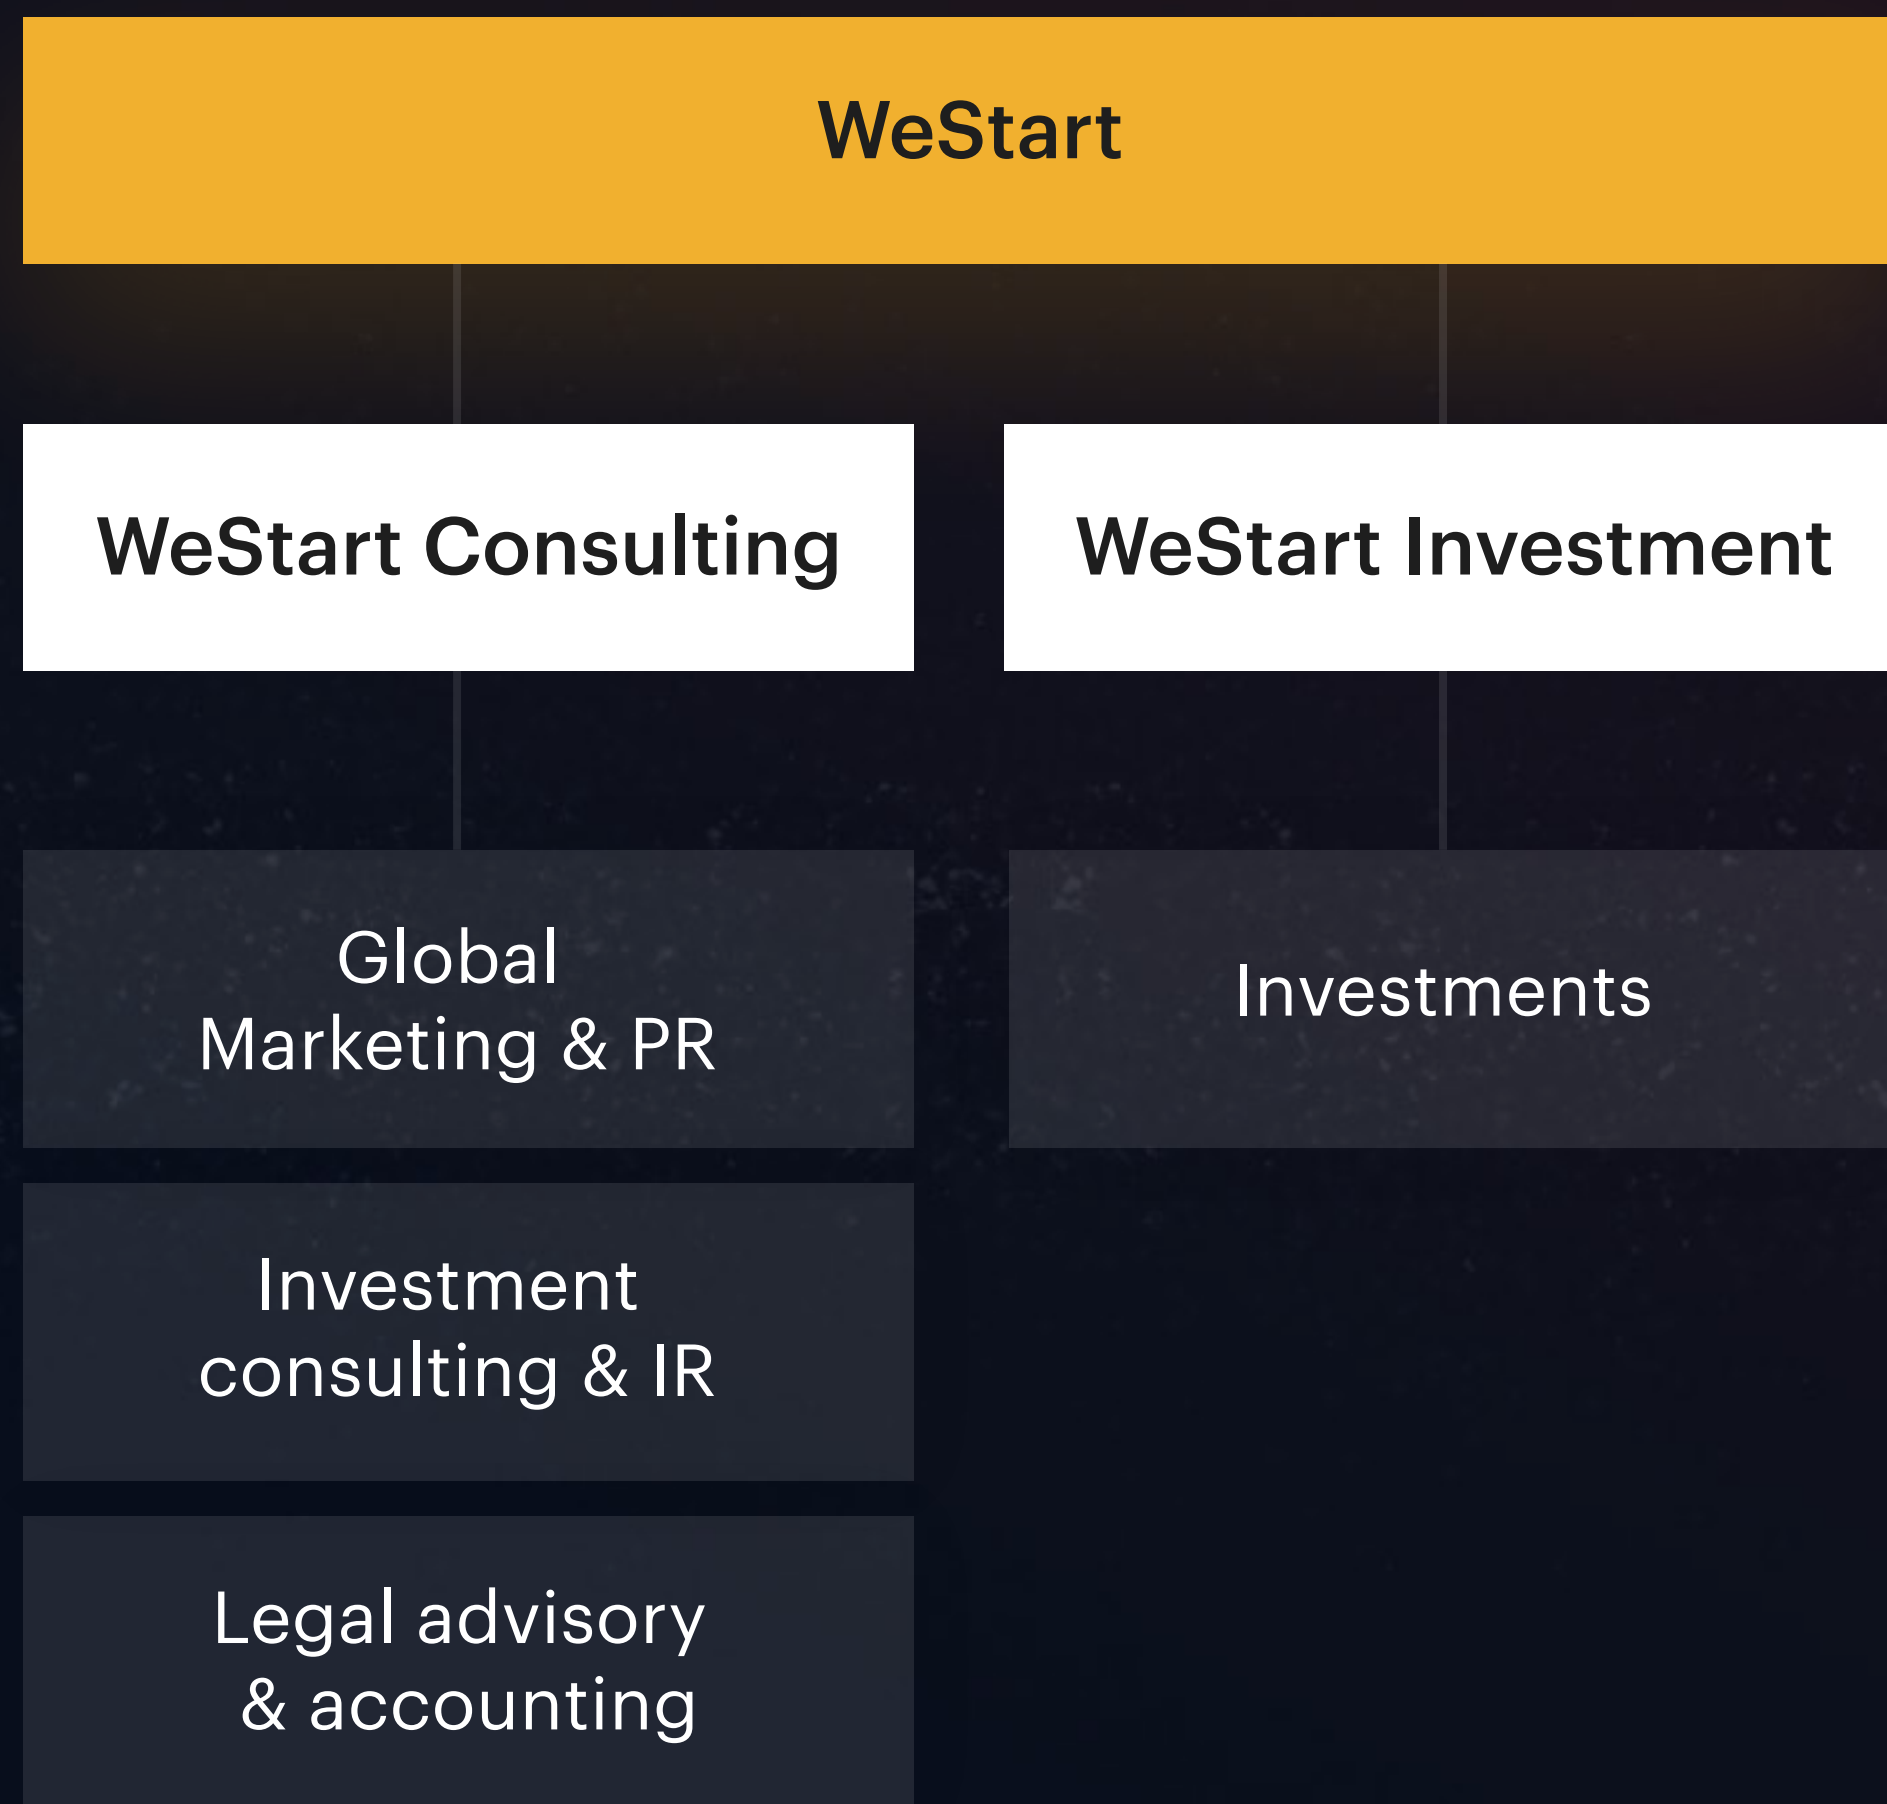 WeStart
WeStart Consulting
WeStart Investment
Global
Marketing & PR
Investments
Investment
consulting & IR
Legal advisory
& accounting